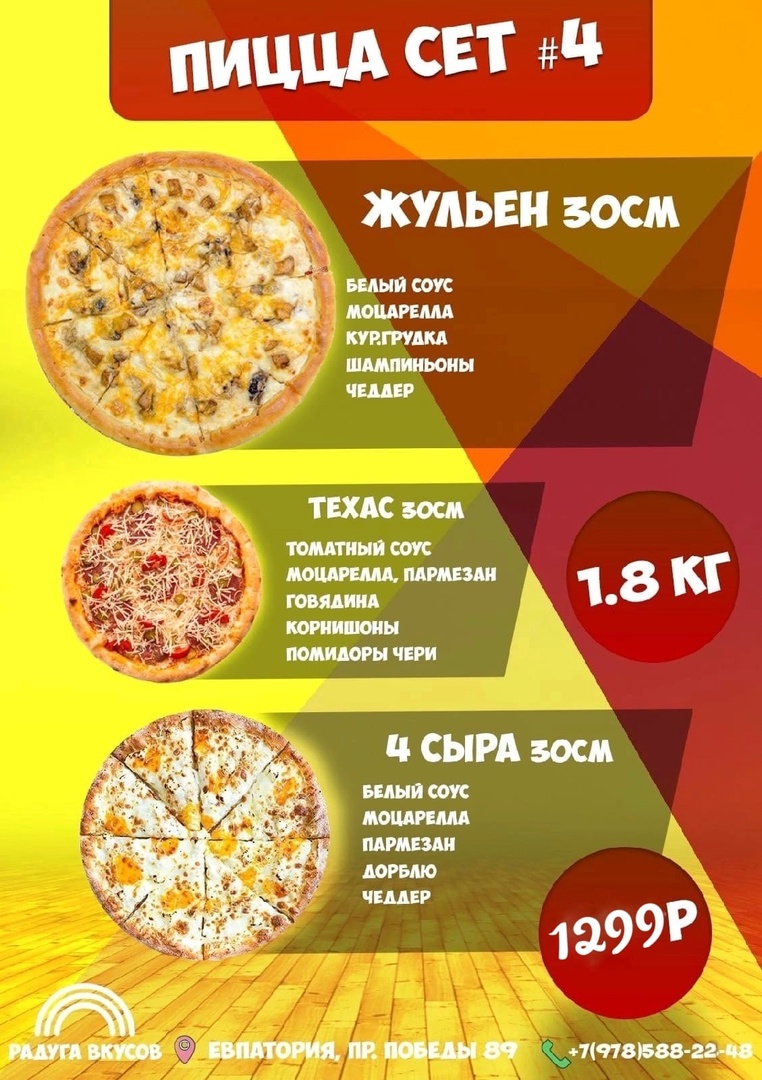 ПИЦЦА СЕТ #4
ЖУЛЬЕН 30СМ
БЕЛЫЙ СОУС
МОЦАРЕЛЛА
КУР.ГРУДКА
ШАМПИНЬОНЫ
ЧЕДДЕР
ТЕХАС 30СМ
ТОМАТНЫЙ СОУС
МОЦАРЕЛЛА, ПАРМЕЗАН
ГОВЯДИНА
КОРНИШОНЫ
ПОМИДОРЫ ЧЕРИ
1.8 КГ
4 СЫРА 30СМ
БЕЛЫЙ СОУС
МОЦАРЕЛЛА
ПАРМЕЗАН
ДОРБЛЮ
ЧЕДДЕР
1299Р
РАДУГА ВКУСОВ ЕВПАТОРИЯ, ПР. ПОБЕДЫ 89 +7(978)588-22-48